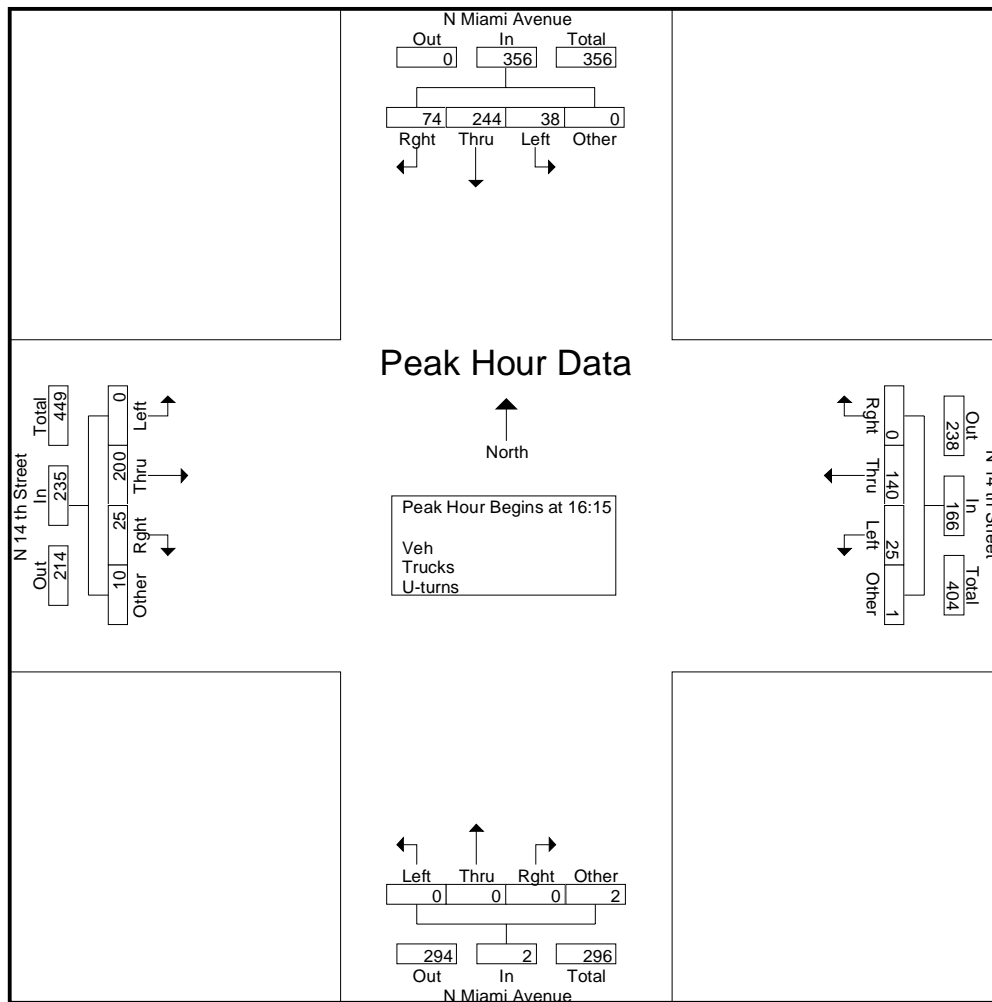 N Miami Avenue
Out In Total
0 356 356
74 244 38 0
Rght Thru Left Other
Peak Hour Data
North
Peak Hour Begins at 16:15
Veh
Trucks
U-turns
N 14 th Street
Total In Out
449 235 214
0 200 25 10
Left Thru Rght Other
Rght Thru Left Other
0 140 25 1
Out In Total
238 166 404
N 14 th Street
Left Thru Rght Other
0 0 0 2
294 2 296
Out In Total
N Miami Avenue